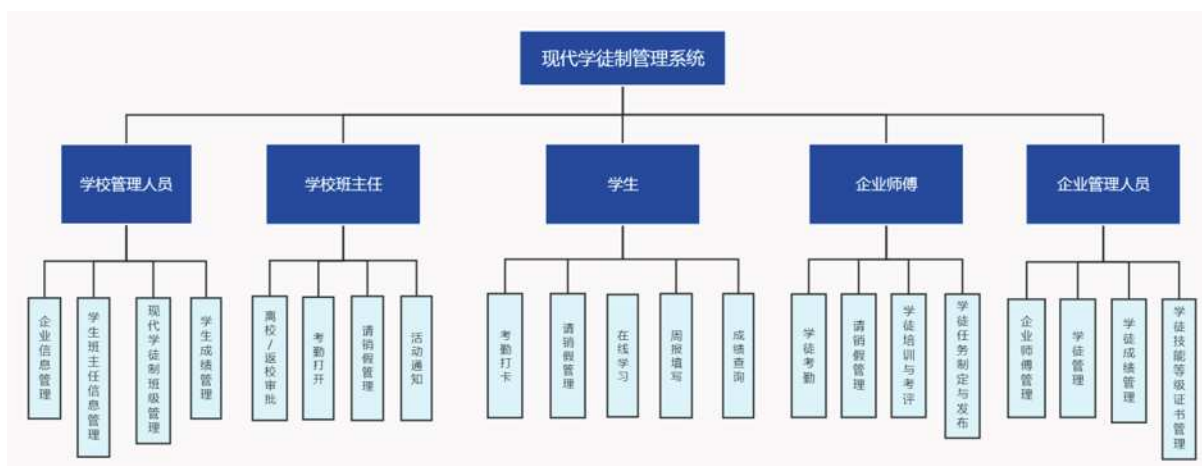 现代学徒制管理系统
学校管理人员
学校班主任
学生
企业师傅
企业管理人员
企业信息管理
学生班主任信息管理
现代学徒制班级管理
学生成绩管理
离校/返校审批
考勤打开
请销假管理
活动通知
考勤打卡
请销假管理
在线学习
周报填写
成绩查询
学徒考勤
请销假管理
学徒培训与考评
学徒任务制定与发布
企业师傅管理
学徒管理
学徒成绩管理
学徒技能等级证书管理